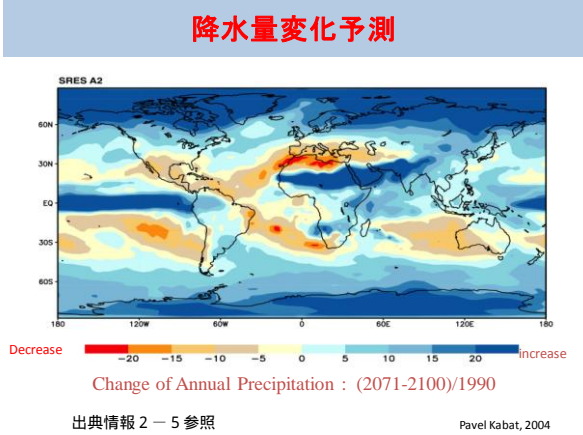 降水量変化予測
SRES A2
60N
30N
EQ
30S
60S
180 120W 60W 0 60E 120E 180
Decrease -20 -15 -10 -5 0 5 10 15 20 increase
Change of Annual Precipitation : (2071-2100)/1990
出典情報2－5参照 Pavel Kabat, 2004